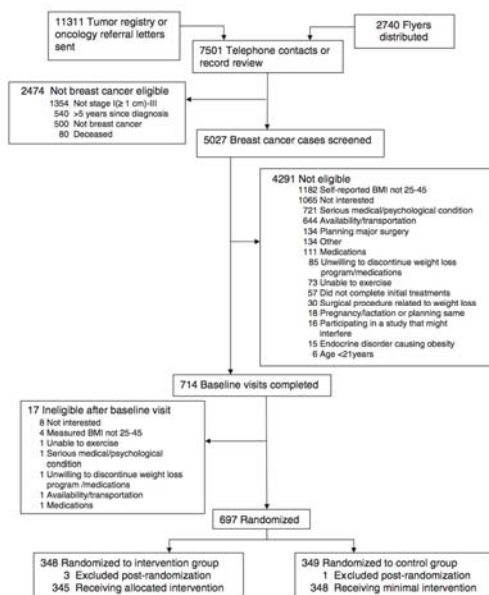 11311 Tumor registry or oncology referral letters sent
2740 Flyers distributed
7501 Telephone contacts or record review
2474 Not breast cancer eligible
1354 Not stage I(≥ 1 cm)-III
540 >5 years since diagnosis
500 Not breast cancer
80 Deceased
5027 Breast cancer cases screened
4291 Not eligible
1182 Self-reported BMI not 25-45
1065 Not interested
721 Serious medical/psychological condition
644 Availability/transportation
134 Planning major surgery
134 Other
111 Medications
85 Unwilling to discontinue weight loss program/medications
73 Unable to exercise
57 Did not complete initial treatments
30 Surgical procedure related to weight loss
18 Pregnancy/lactation or planning same
16 Participating in a study that might interfere
15 Endocrine disorder causing obesity
6 Age <21years
714 Baseline visits completed
17 Ineligible after baseline visit
8 Not interested
4 Measured BMI not 25-45
1 Unable to exercise
1 Serious medical/psychological condition
1 Unwilling to discontinue weight loss program /medications
1 Availability/transportation
1 Medications
697 Randomized
348 Randomized to intervention group
3 Excluded post-randomization
345 Receiving allocated intervention
349 Randomized to control group
1 Excluded post-randomization
348 Receiving minimal intervention